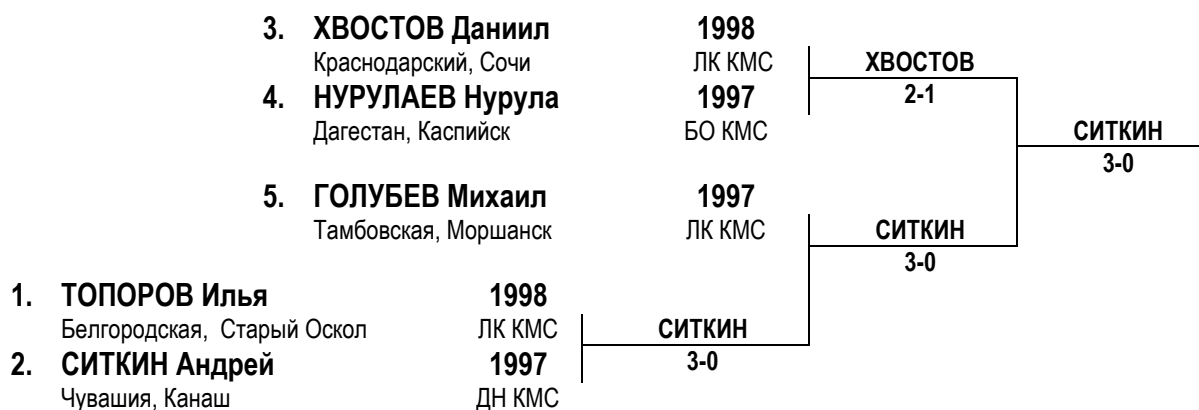 3. ХВОСТОВ Даниил 1998
Краснодарский, Сочи ЛК КМС
ХВОСТОВ
2-1
4. НУРУЛАЕВ Нурула 1997
Дагестан, Каспийск БО КМС
СИТКИН
3-0
5. ГОЛУБЕВ Михаил 1997
Тамбовская, Моршанск ЛК КМС
СИТКИН
3-0
1. ТОПОРОВ Илья 1998
Белгородская, Старый Оскол ЛК КМС
СИТКИН
3-0
2. СИТКИН Андрей 1997
Чувашия, Канаш ДН КМС